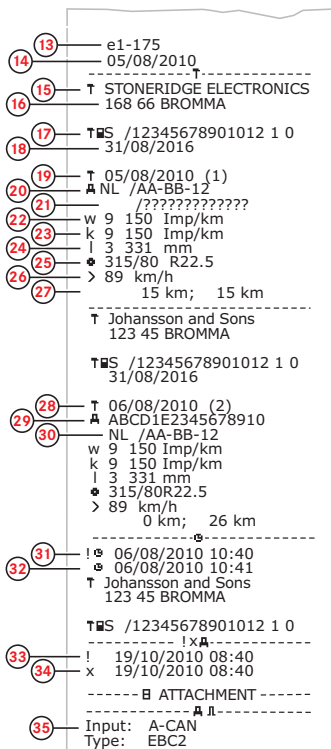 13 e1-175
14 05/08/2010
15 STONERIDGE ELECTRONICS
16 168 66 BROMMA
17 S /12345678901012 1 0
18 31/08/2016
19 05/08/2010 (1)
20 NL /AA-BB-12
21 /?????????????
22 w 9 150 Imp/km
23 k 9 150 Imp/km
24 l 3 331 mm
25 315/80 R22.5
26 > 89 km/h
27 15 km; 15 km
Johansson and Sons
123 45 BROMMA
S /12345678901012 1 0
31/08/2016
28 06/08/2010 (2)
29 ABCD1E2345678910
30 NL /AA-BB-12
w 9 150 Imp/km
k 9 150 Imp/km
l 3 331 mm
315/80R22.5
> 89 km/h
0 km; 26 km
31 ! 06/08/2010 10:40
32 06/08/2010 10:41
Johansson and Sons
123 45 BROMMA
S /12345678901012 1 0
!x
33 ! 19/10/2010 08:40
34 x 19/10/2010 08:40
ATTACHMENT
35 Input: A-CAN
Type: EBC2